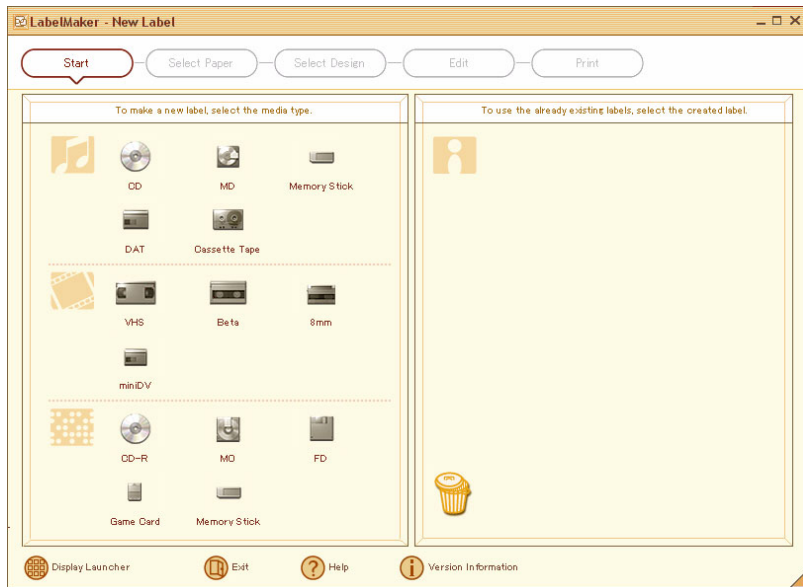 LabelMaker - New Label
Start
Select Paper
Select Design
Edit
Print
To make a new label, select the media type.
CD
MD
Memory Stick
DAT
Cassette Tape
VHS
Beta
8mm
miniDV
CD-R
MO
FD
Game Card
Memory Stick
To use the already existing labels, select the created label.
Display Launcher
Exit
Help
Version Information